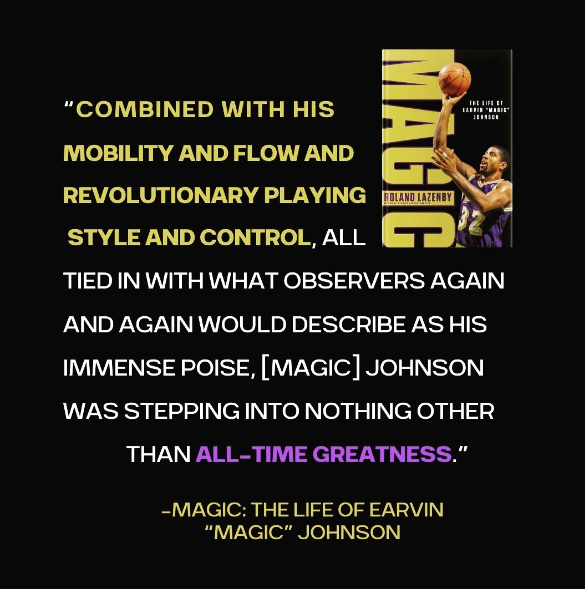 “COMBINED WITH HIS
MOBILITY AND FLOW AND
REVOLUTIONARY PLAYING
STYLE AND CONTROL, ALL
TIED IN WITH WHAT OBSERVERS AGAIN
AND AGAIN WOULD DESCRIBE AS HIS
IMMENSE POISE, [MAGIC] JOHNSON
WAS STEPPING INTO NOTHING OTHER
THAN ALL-TIME GREATNESS.”
-MAGIC: THE LIFE OF EARVIN
“MAGIC” JOHNSON
MAGIC
THE LIFE OF
EARVIN “MAGIC”
JOHNSON
ROLAND LAZENBY
32